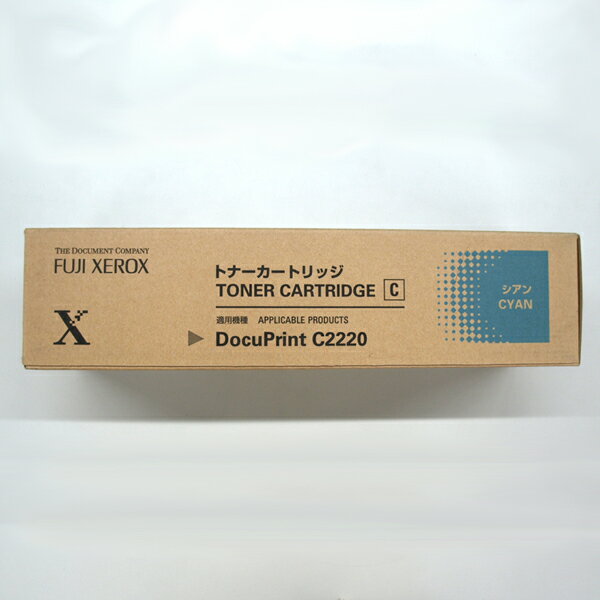 THE DOCUMENT COMPANY
FUJI XEROX
X
トナーカートリッジ
TONER CARTRIDGE C
適用機種 APPLICABLE PRODUCTS
▶ DocuPrint C2220
シアン
CYAN